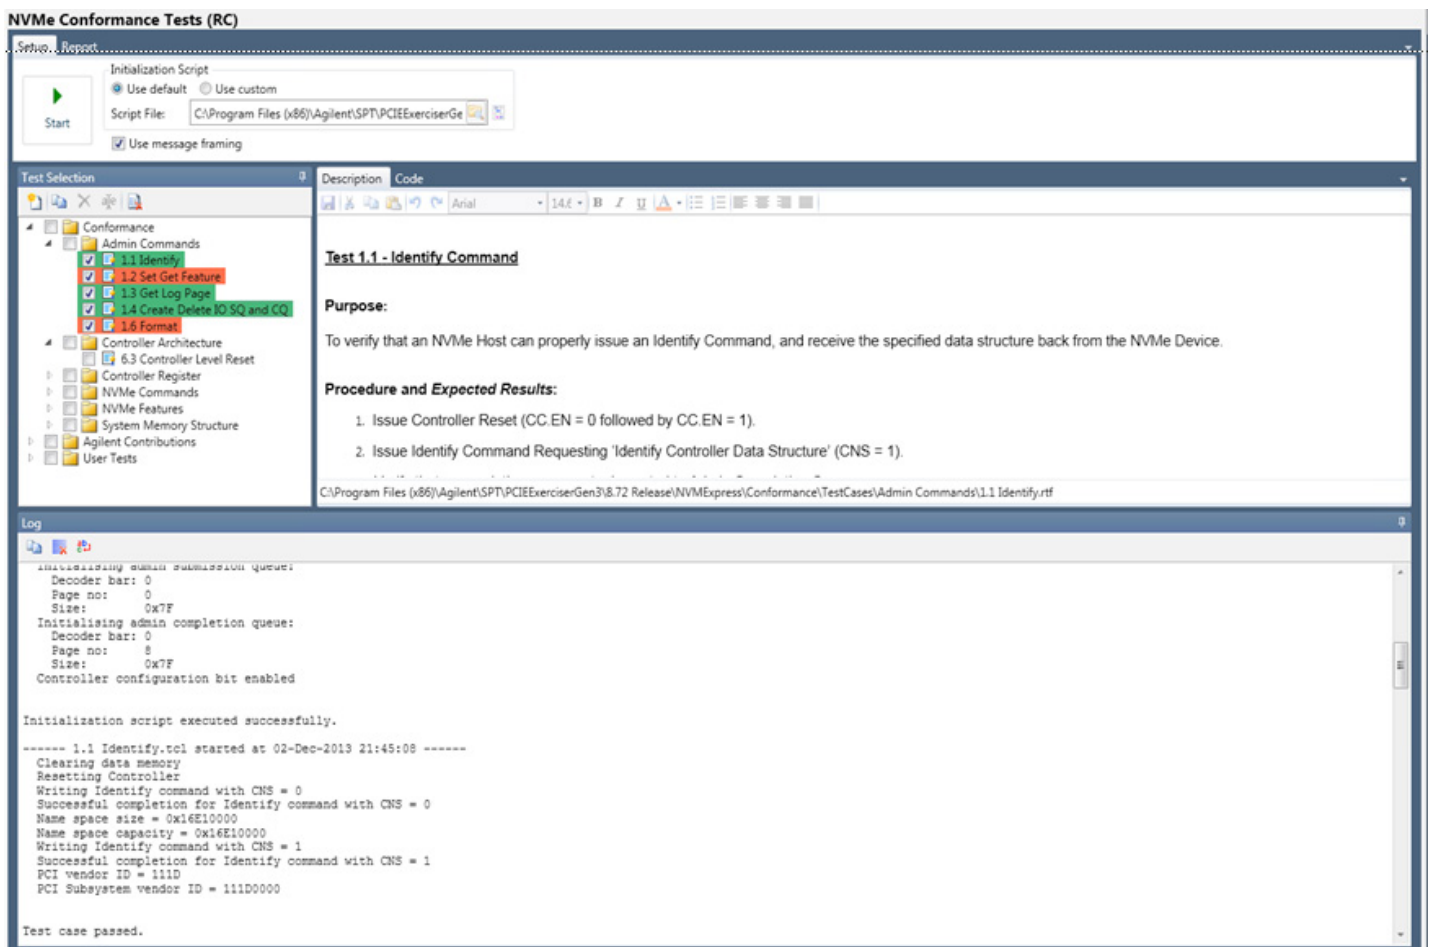 NVMe Conformance Tests (RC)
Setup Report
Initialization Script
Use default Use custom
Start
Script File: C:\Program Files (x86)\Agilent\SPT\PCIEExerciserGe
Use message framing
Test Selection
Description Code
Arial 14.6 B I U A
Conformance
Admin Commands
1.1 Identify
1.2 Set Get Feature
1.3 Get Log Page
1.4 Create Delete IO SQ and CQ
1.6 Format
Controller Architecture
6.3 Controller Level Reset
Controller Register
NVMe Commands
NVMe Features
System Memory Structure
Agilent Contributions
User Tests
Test 1.1 - Identify Command
Purpose:
To verify that an NVMe Host can properly issue an Identify Command, and receive the specified data structure back from the NVMe Device.
Procedure and Expected Results:
1. Issue Controller Reset (CC.EN = 0 followed by CC.EN = 1).
2. Issue Identify Command Requesting 'Identify Controller Data Structure' (CNS = 1).
C:\Program Files (x86)\Agilent\SPT\PCIEExerciserGen3\8.72 Release\NVMExpress\Conformance\TestCases\Admin Commands\1.1 Identify.rtf
Log
Initialising admin submission queue:
Decoder bar: 0
Page no: 0
Size: 0x7F
Initialising admin completion queue:
Decoder bar: 0
Page no: 8
Size: 0x7F
Controller configuration bit enabled
Initialization script executed successfully.
------ 1.1 Identify.tcl started at 02-Dec-2013 21:45:08 ------
Clearing data memory
Resetting Controller
Writing Identify command with CNS = 0
Successful completion for Identify command with CNS = 0
Name space size = 0x16E10000
Name space capacity = 0x16E10000
Writing Identify command with CNS = 1
Successful completion for Identify command with CNS = 1
PCI vendor ID = 111D
PCI Subsystem vendor ID = 111D0000
Test case passed.